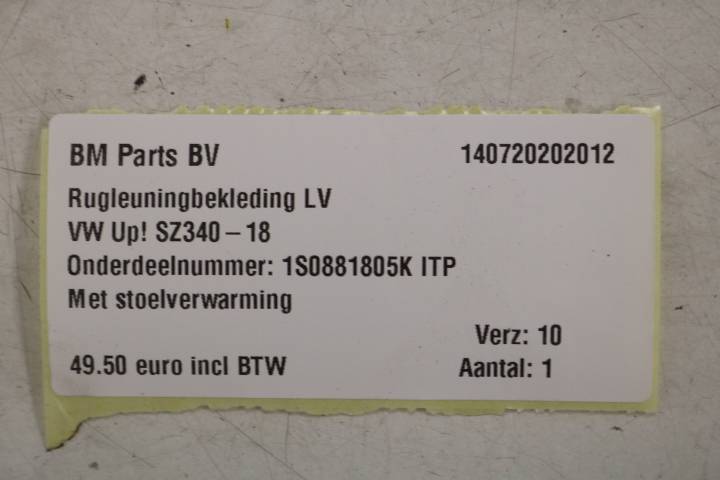 BM Parts BV 140720202012
Rugleuningbekleding LV
VW Up! SZ340-18
Onderdeelnummer: 1S0881805K ITP
Met stoelverwarming
Verz: 10
49.50 euro incl BTW Aantal: 1